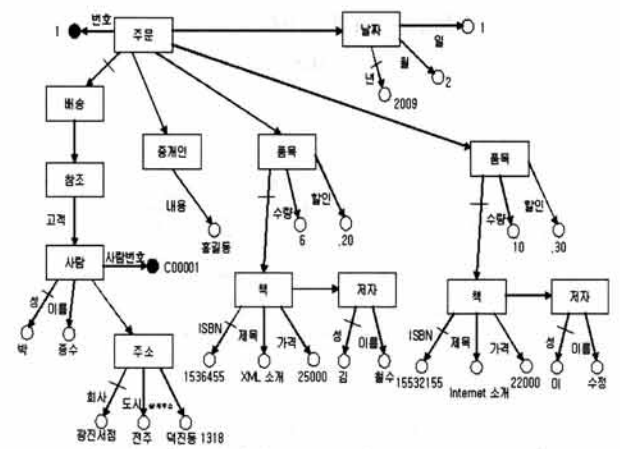 1
번호
주문
날짜
일
1
월
2
년
2009
배송
중개인
품목
품목
참조
내용
홍길동
수량
6
할인
.20
수량
10
할인
.30
고객
사람
사람번호
C00001
책
저자
책
저자
성
이름
박
중수
주소
ISBN
제목
가격
성
이름
ISBN
제목
가격
성
이름
1536455
XML 소개
25000
김
철수
15532155
Internet 소개
22000
이
수정
회사
도시
광진서점
전주
덕진동 1318